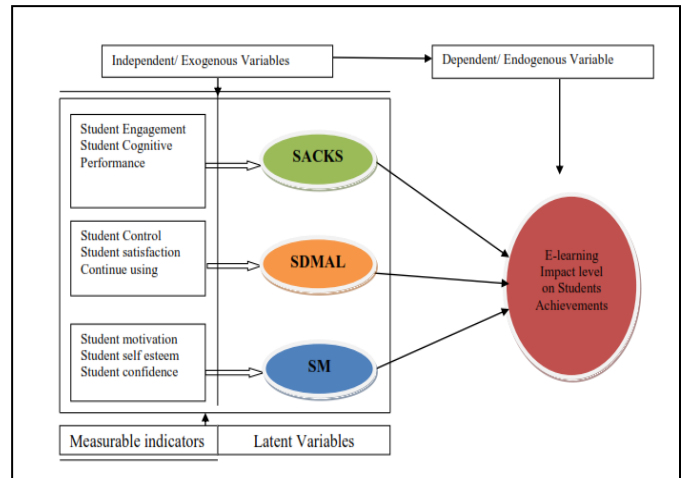 Independent/ Exogenous Variables
Dependent/ Endogenous Variable
Student Engagement
Student Cognitive
Performance
SACKS
Student Control
Student satisfaction
Continue using
SDMAL
E-learning
Impact level
on Students
Achievements
Student motivation
Student self esteem
Student confidence
SM
Measurable indicators
Latent Variables